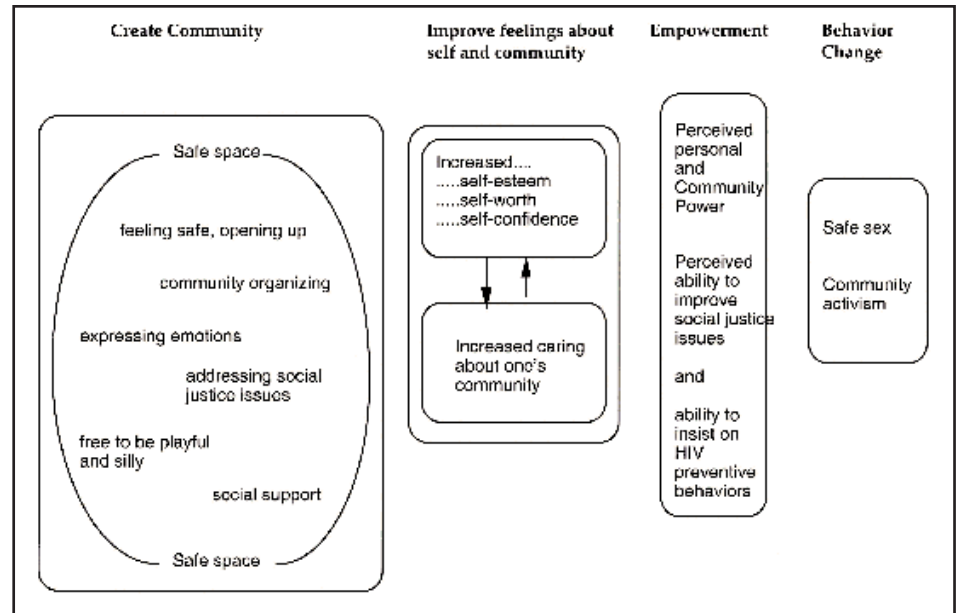 Create Community
Improve feelings about
self and community
Empowerment
Behavior
Change
Safe space
feeling safe, opening up
community organizing
expressing emotions
addressing social
justice issues
free to be playful
and silly
social support
Safe space
Increased....
.....self-esteem
.....self-worth
.....self-confidence
Increased caring
about one's
community
Perceived
personal
and
Community
Power
Perceived
ability to
improve
social justice
issues
and
ability to
insist on
HIV
preventive
behaviors
Safe sex
Community
activism